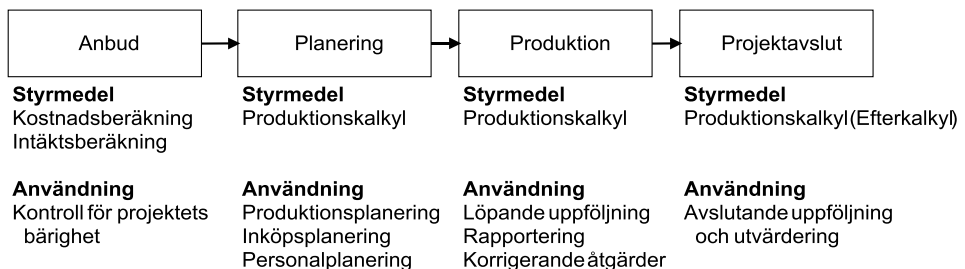 Anbud
Planering
Produktion
Projektavslut
Styrmedel
Kostnadsberäkning
Intäktsberäkning
Användning
Kontroll för projektets
bärighet
Styrmedel
Produktionskalkyl
Användning
Produktionsplanering
Inköpsplanering
Personalplanering
Styrmedel
Produktionskalkyl
Användning
Löpande uppföljning
Rapportering
Korrigerande åtgärder
Styrmedel
Produktionskalkyl (Efterkalkyl)
Användning
Avslutande uppföljning
och utvärdering